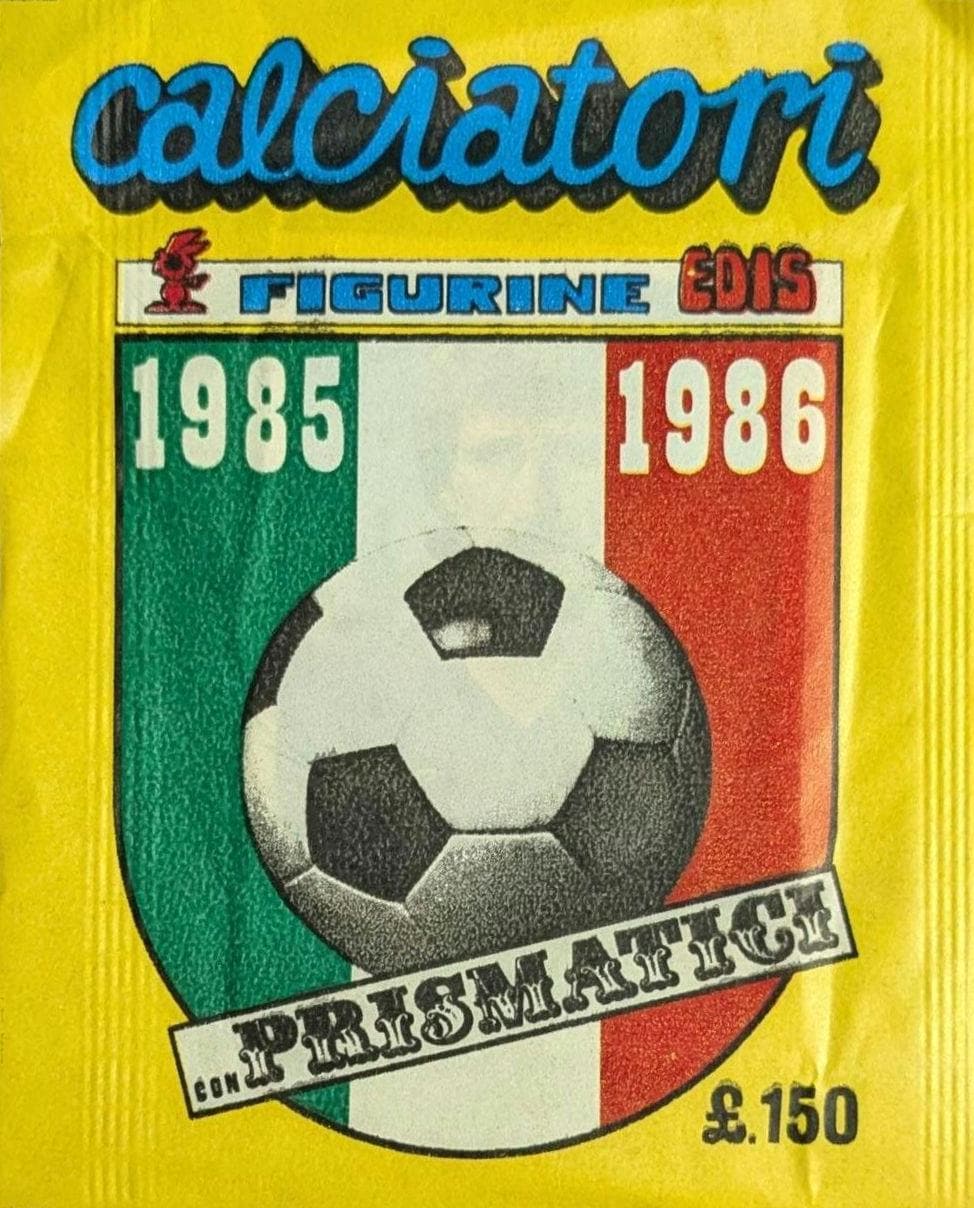 calciatori
FIGURINE EDIS
1985 1986
CON PRISMATICI
£.150